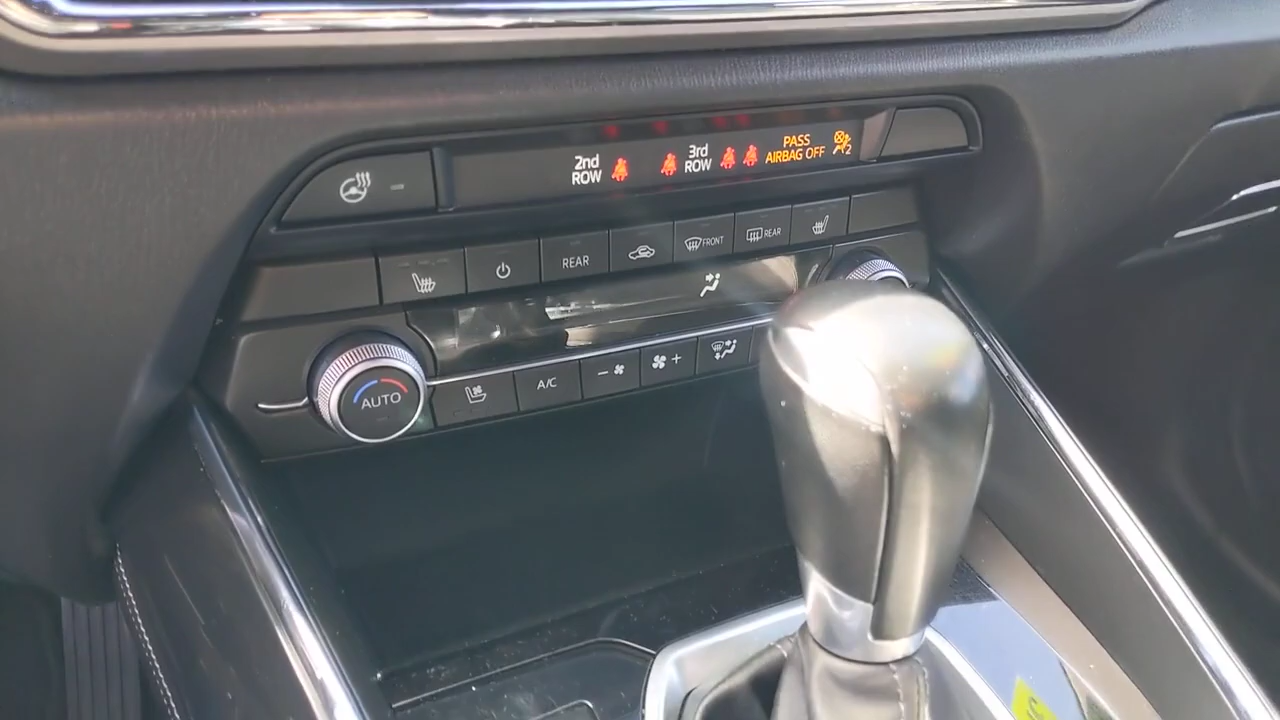 2nd
ROW
3rd
ROW
PASS
AIRBAG OFF
2
REAR
FRONT
REAR
AUTO
A/C
- +